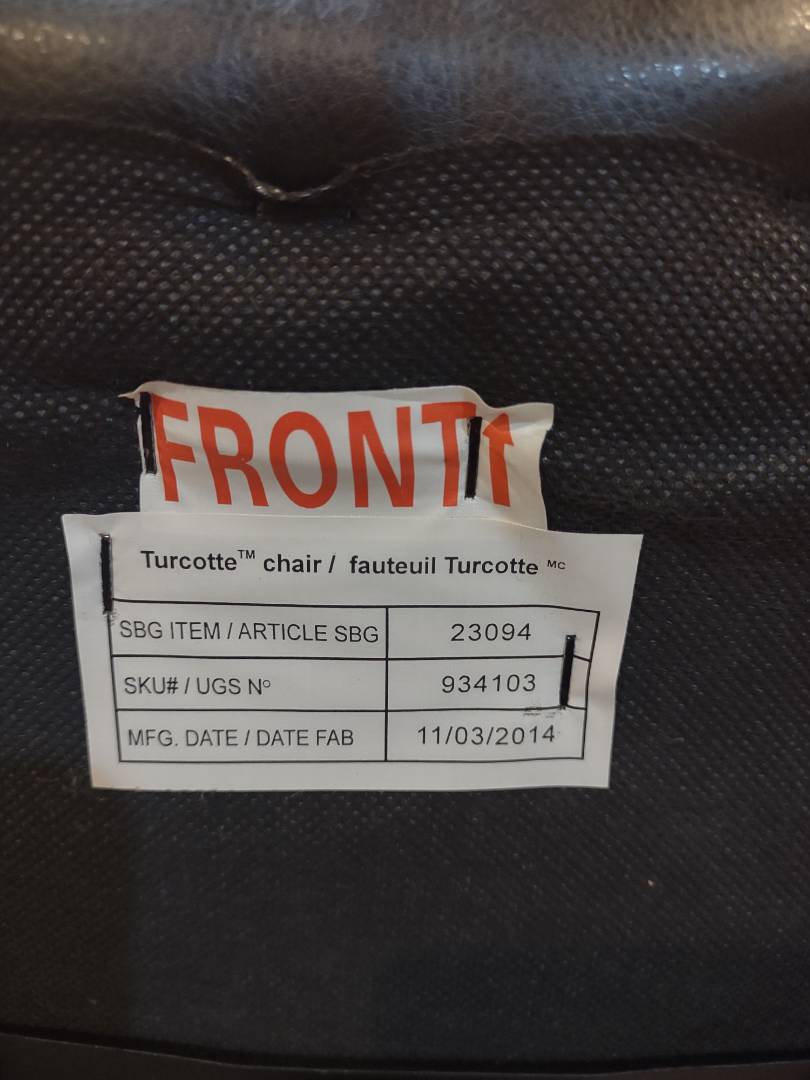 FRONT↑
Turcotte™ chair / fauteuil Turcotte ᴹᶜ
SBG ITEM / ARTICLE SBG 23094
SKU# / UGS Nº 934103
MFG. DATE / DATE FAB 11/03/2014